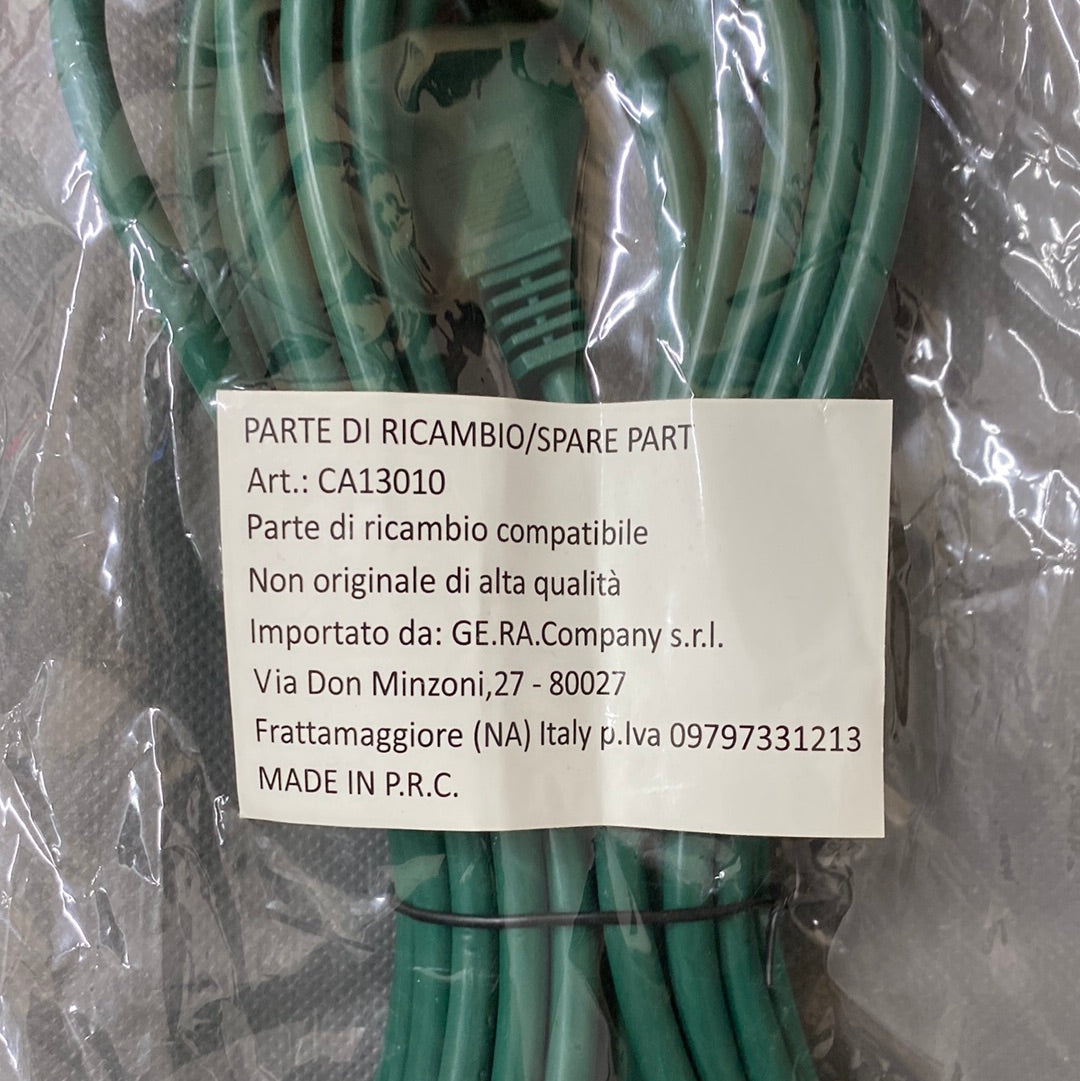 PARTE DI RICAMBIO/SPARE PART
Art.: CA13010
Parte di ricambio compatibile
Non originale di alta qualità
Importato da: GE.RA.Company s.r.l.
Via Don Minzoni,27 - 80027
Frattamaggiore (NA) Italy p.Iva 09797331213
MADE IN P.R.C.